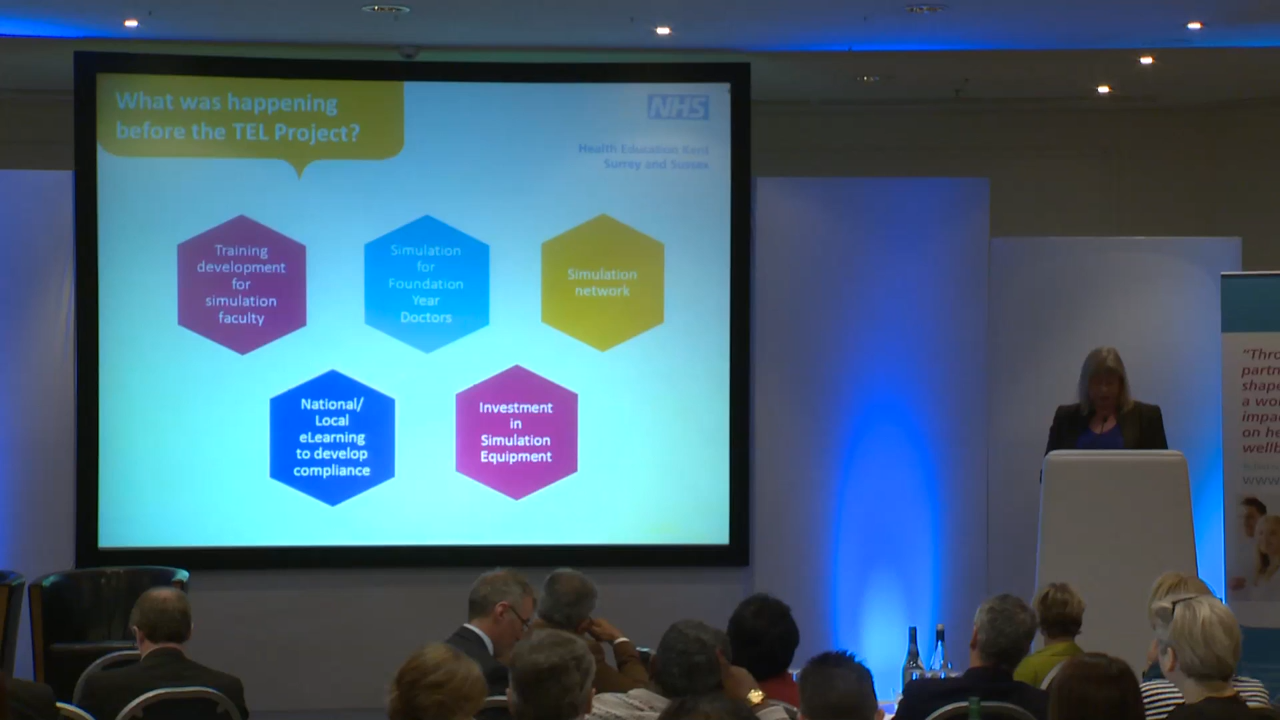 What was happening
before the TEL Project?
NHS
Health Education Kent
Surrey and Sussex
Training
development
for
simulation
faculty
Simulation
for
Foundation
Year
Doctors
Simulation
network
National/
Local
eLearning
to develop
compliance
Investment
in
Simulation
Equipment
"Thro
partn
shape
a wo
impa
on he
wellb
www